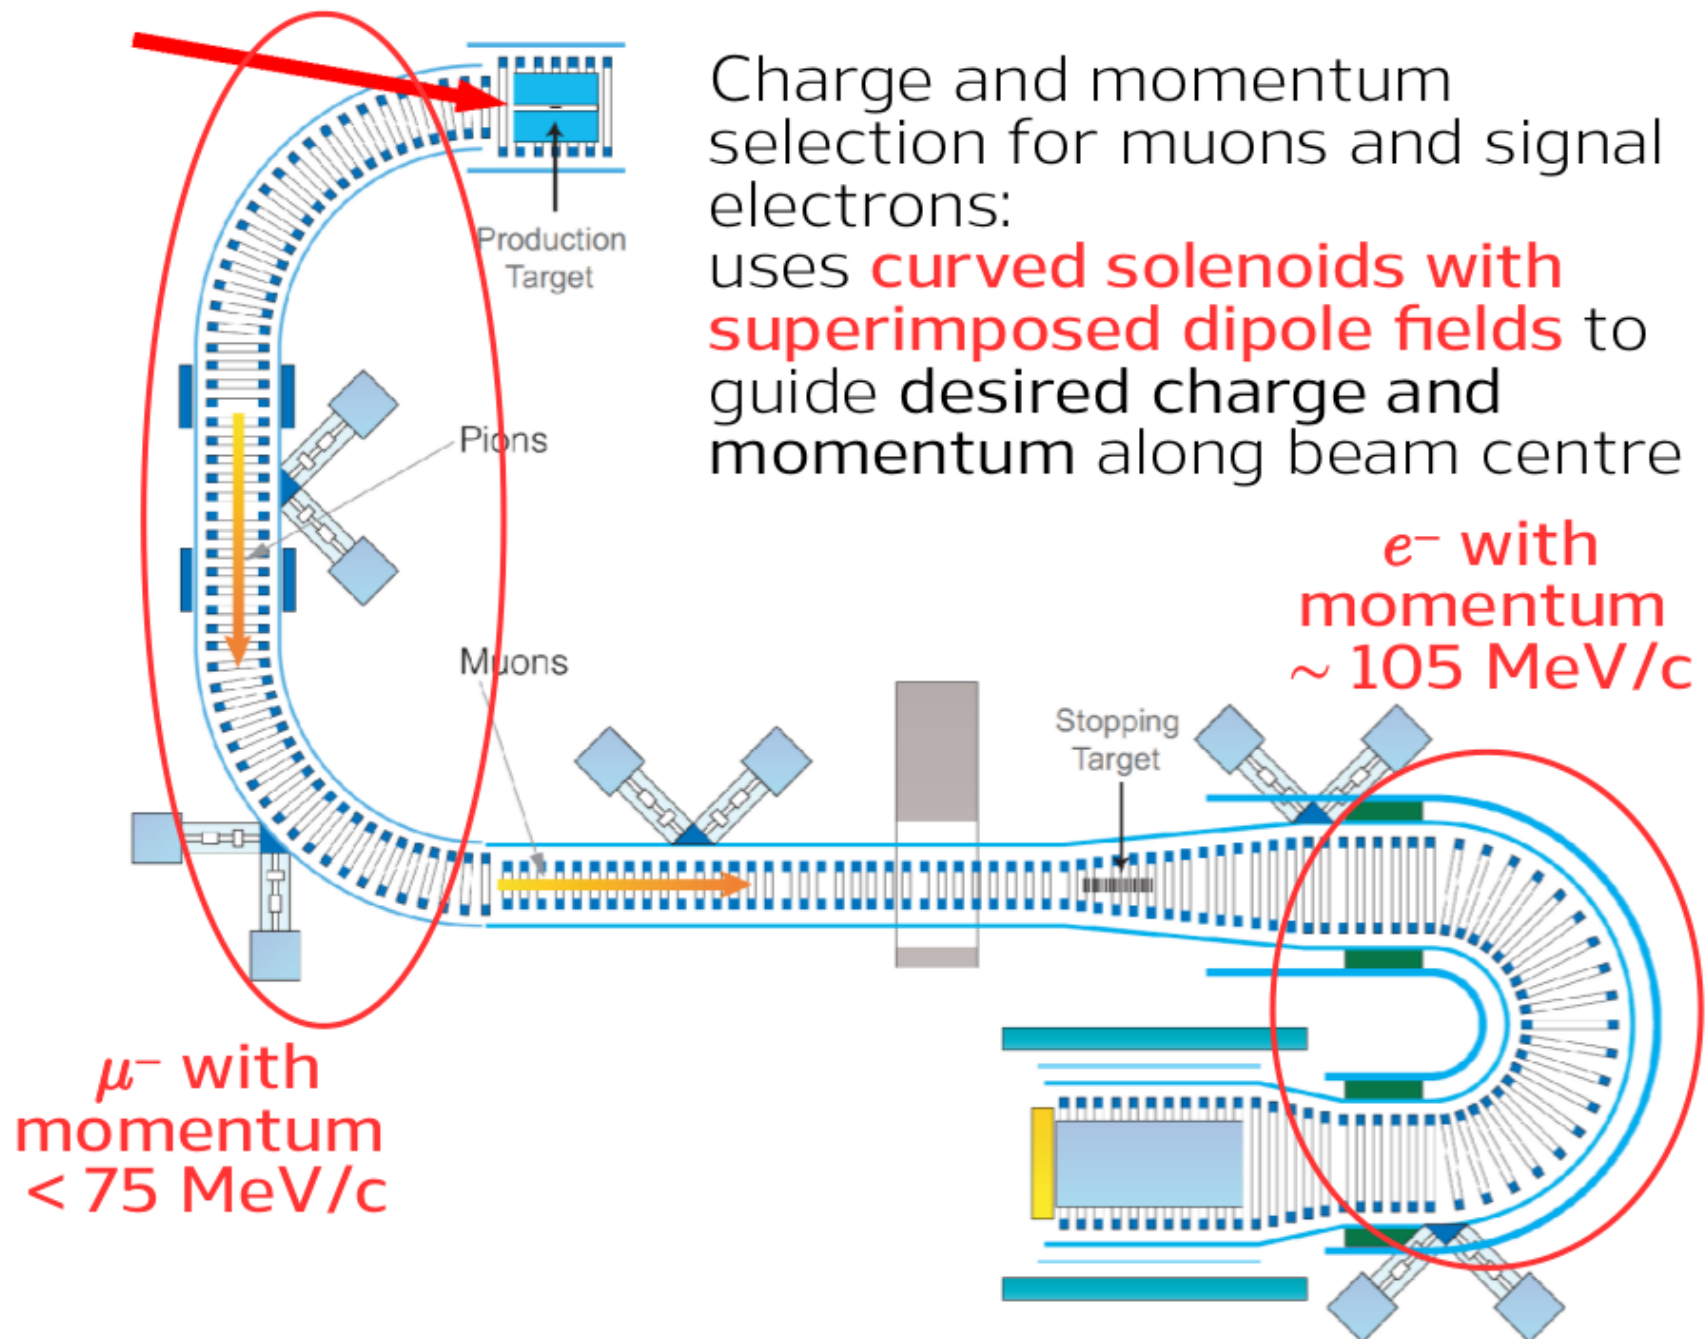 Charge and momentum
selection for muons and signal
electrons:
uses curved solenoids with
superimposed dipole fields to
guide desired charge and
momentum along beam centre
Production
Target
Pions
Muons
e⁻ with
momentum
~ 105 MeV/c
Stopping
Target
μ⁻ with
momentum
< 75 MeV/c